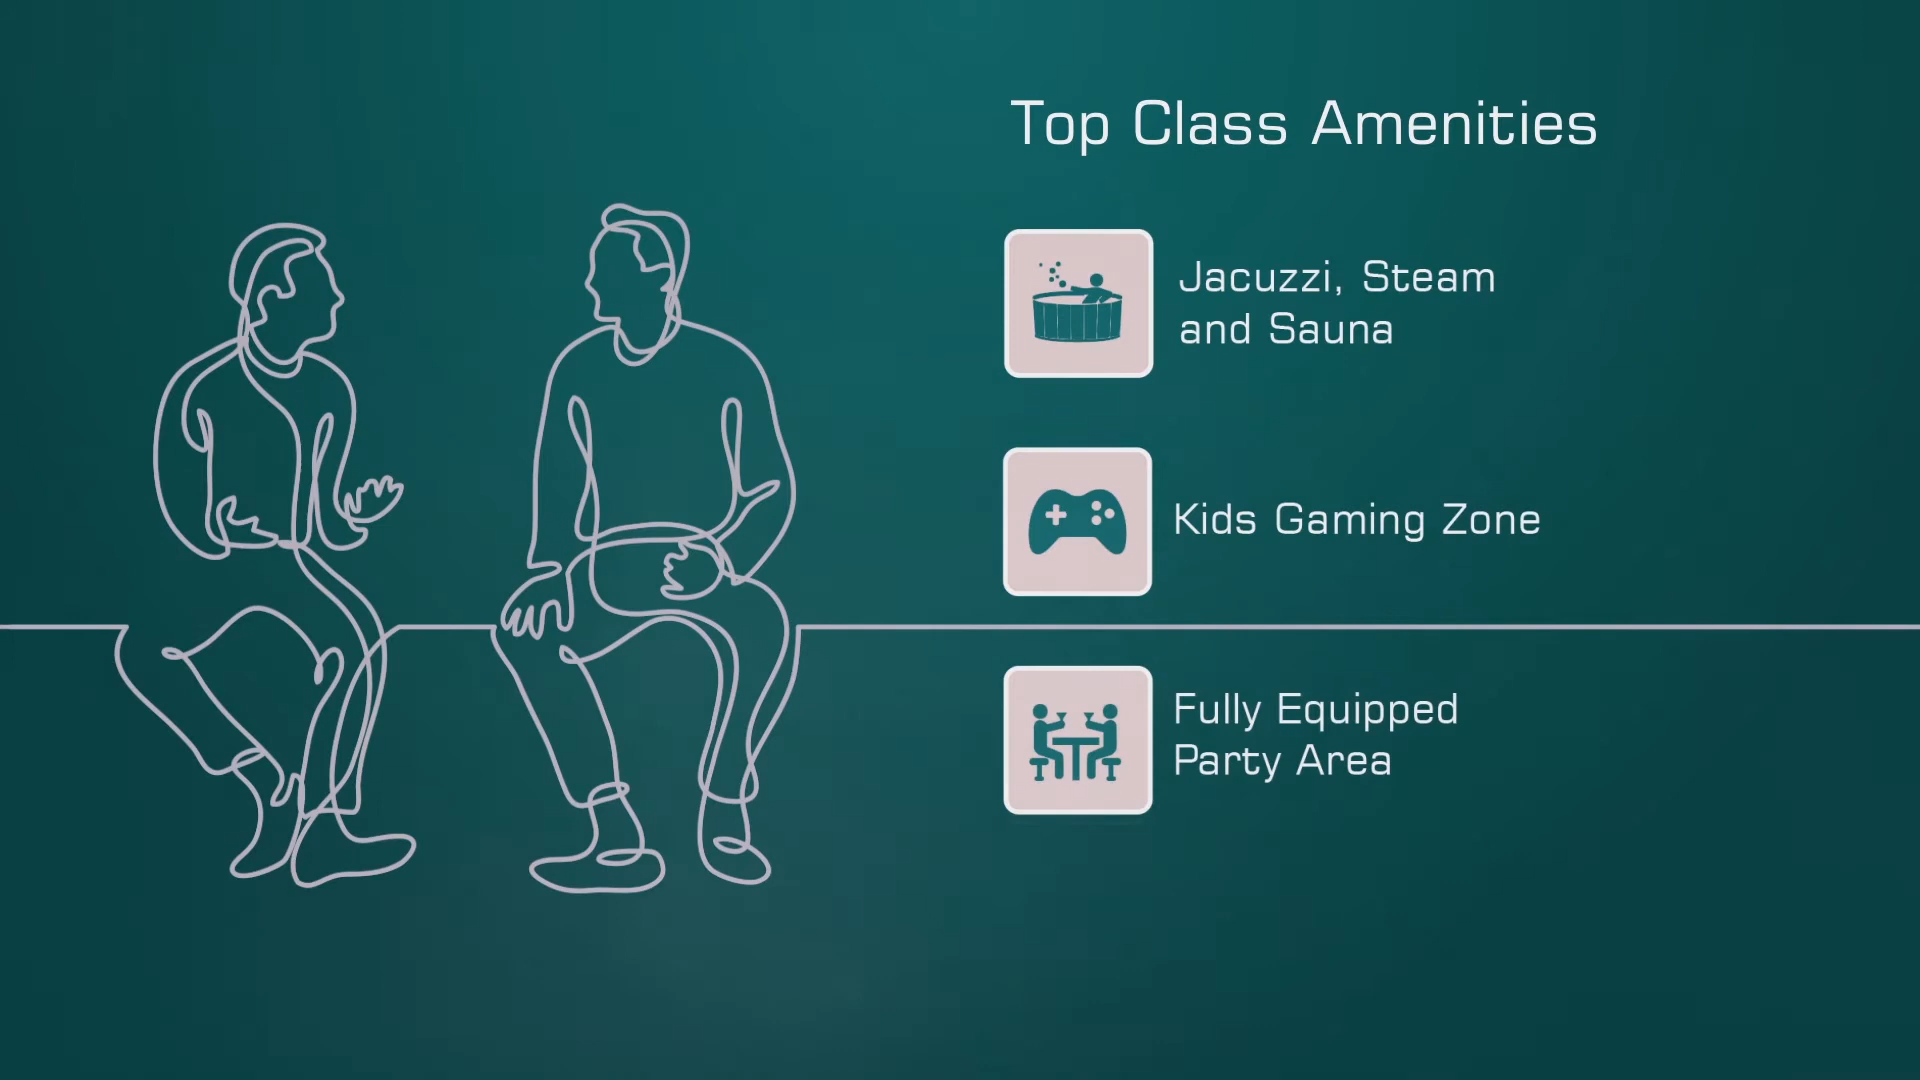 Top Class Amenities
Jacuzzi, Steam
and Sauna
Kids Gaming Zone
Fully Equipped
Party Area